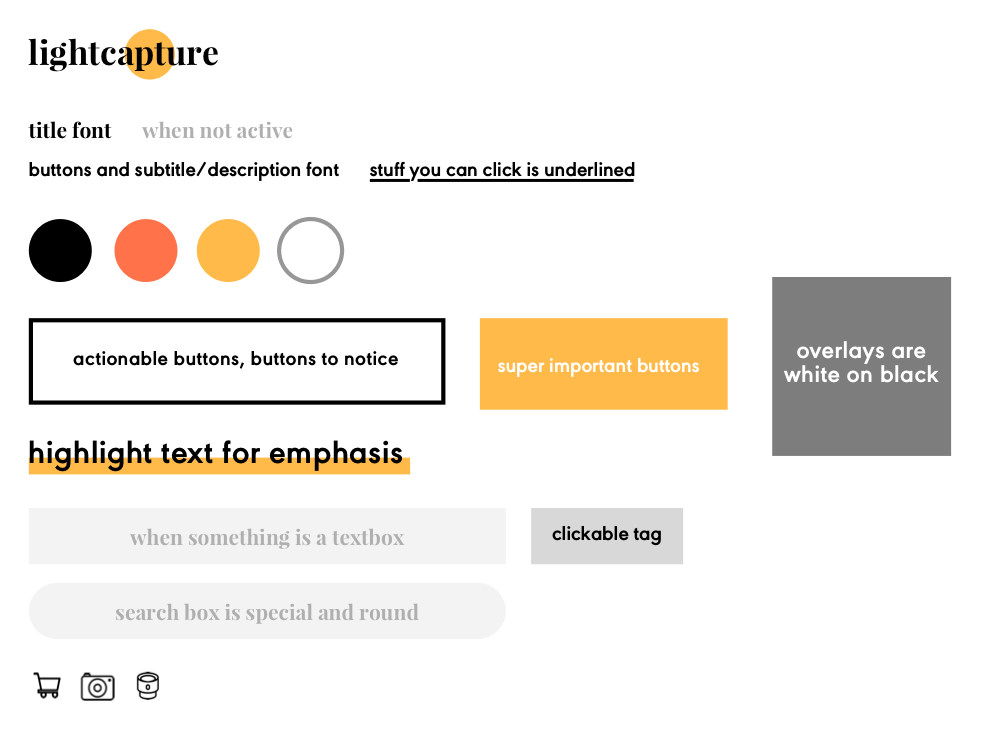 lightcapture
title font when not active
buttons and subtitle/description font stuff you can click is underlined
actionable buttons, buttons to notice
super important buttons
overlays are
white on black
highlight text for emphasis
when something is a textbox
clickable tag
search box is special and round